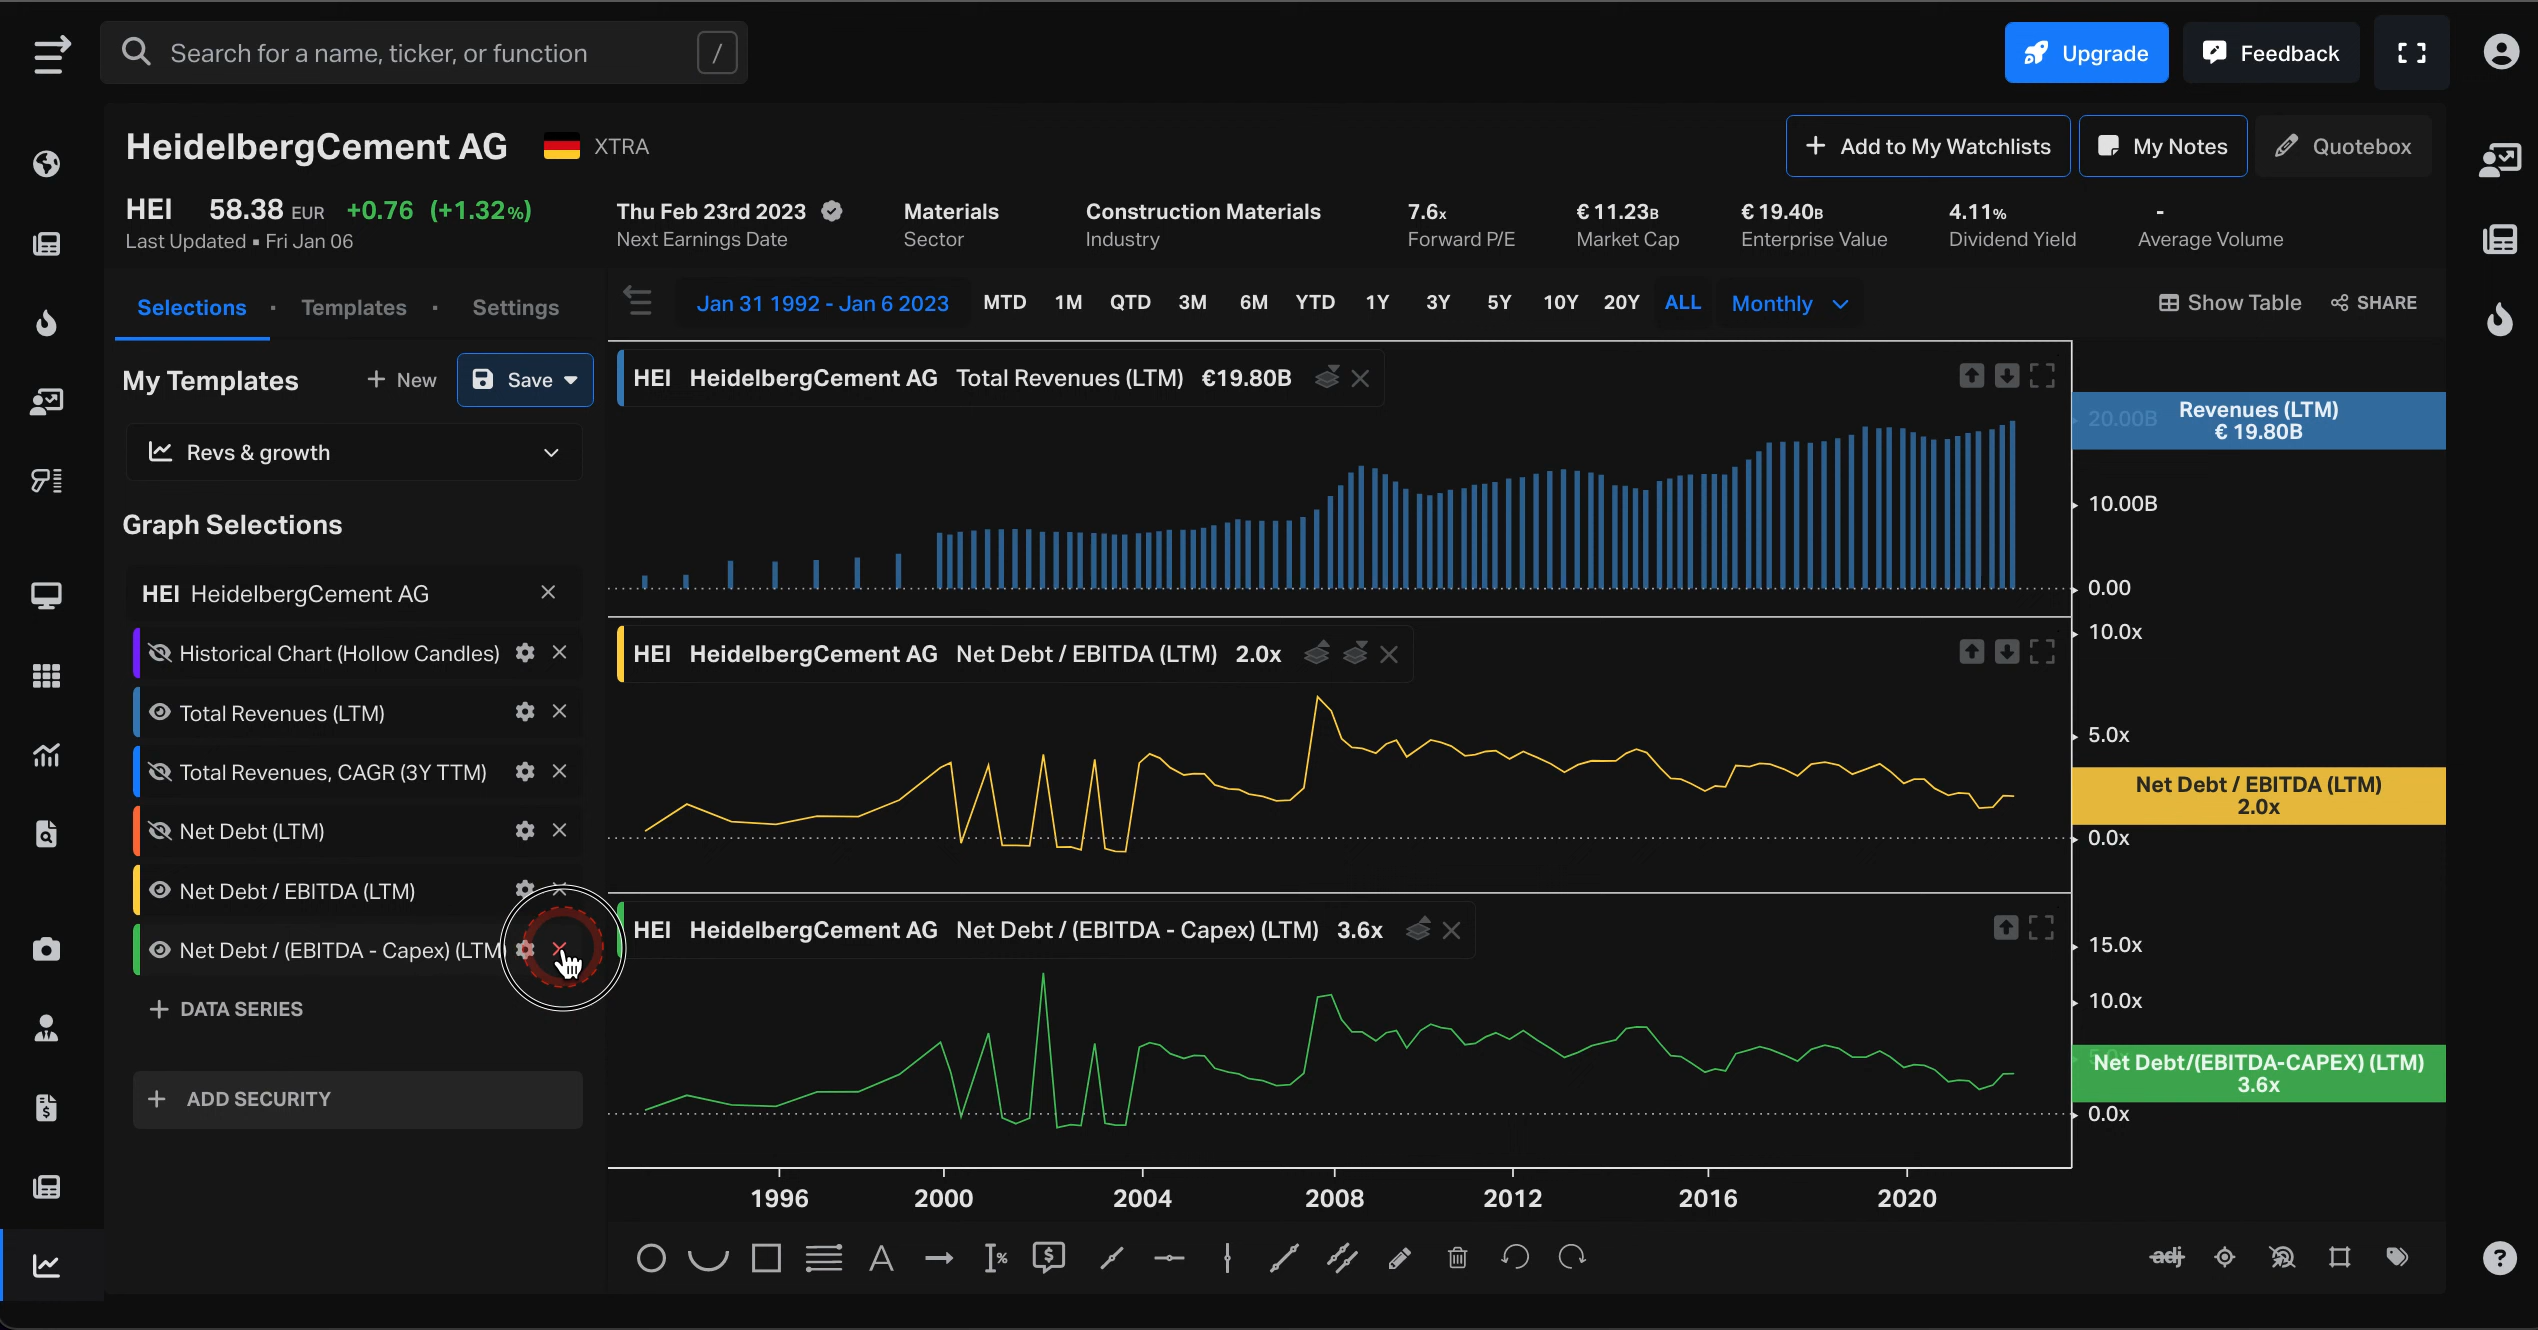 Search for a name, ticker, or function /
Upgrade
Feedback
HeidelbergCement AG XTRA
Add to My Watchlists
My Notes
Quotebox
HEI 58.38 EUR +0.76 (+1.32%)
Last Updated ▪ Fri Jan 06
Thu Feb 23rd 2023
Next Earnings Date
Materials
Sector
Construction Materials
Industry
7.6x
Forward P/E
€11.23B
Market Cap
€19.40B
Enterprise Value
4.11%
Dividend Yield
-
Average Volume
Selections · Templates · Settings
Jan 31 1992 - Jan 6 2023 MTD 1M QTD 3M 6M YTD 1Y 3Y 5Y 10Y 20Y ALL Monthly
Show Table SHARE
My Templates + New Save
Revs & growth
Graph Selections
HEI HeidelbergCement AG
Historical Chart (Hollow Candles)
Total Revenues (LTM)
Total Revenues, CAGR (3Y TTM)
Net Debt (LTM)
Net Debt / EBITDA (LTM)
Net Debt / (EBITDA - Capex) (LTM)
+ DATA SERIES
+ ADD SECURITY
HEI HeidelbergCement AG Total Revenues (LTM) €19.80B
20.00B
Revenues (LTM)
€ 19.80B
10.00B
0.00
HEI HeidelbergCement AG Net Debt / EBITDA (LTM) 2.0x
10.0x
5.0x
Net Debt / EBITDA (LTM)
2.0x
0.0x
HEI HeidelbergCement AG Net Debt / (EBITDA - Capex) (LTM) 3.6x
15.0x
10.0x
5.0x
Net Debt/(EBITDA-CAPEX) (LTM)
3.6x
0.0x
1996 2000 2004 2008 2012 2016 2020
A
%
$
adj
?